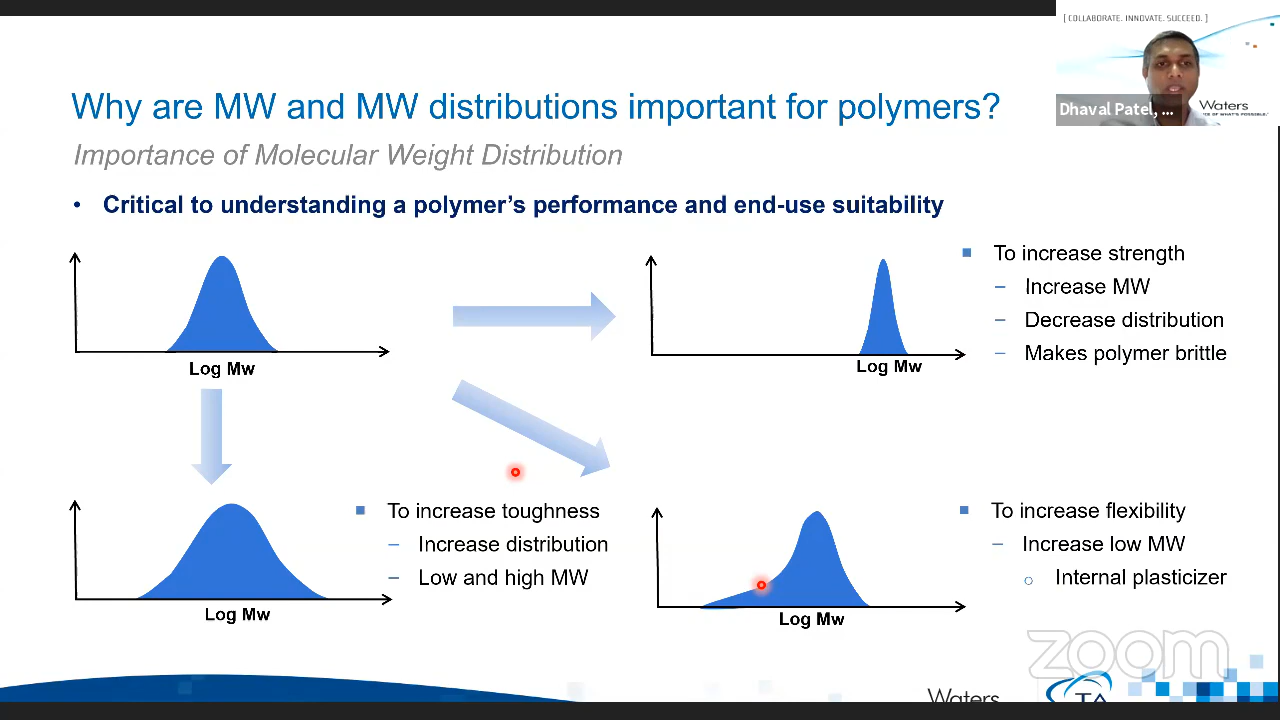 [ COLLABORATE. INNOVATE. SUCCEED. ]
Dhaval Patel, ...
Waters
Why are MW and MW distributions important for polymers?
Importance of Molecular Weight Distribution
• Critical to understanding a polymer's performance and end-use suitability
Log Mw
Log Mw
To increase strength
– Increase MW
– Decrease distribution
– Makes polymer brittle
Log Mw
To increase toughness
– Increase distribution
– Low and high MW
Log Mw
To increase flexibility
– Increase low MW
Internal plasticizer
zoom
Waters
TA